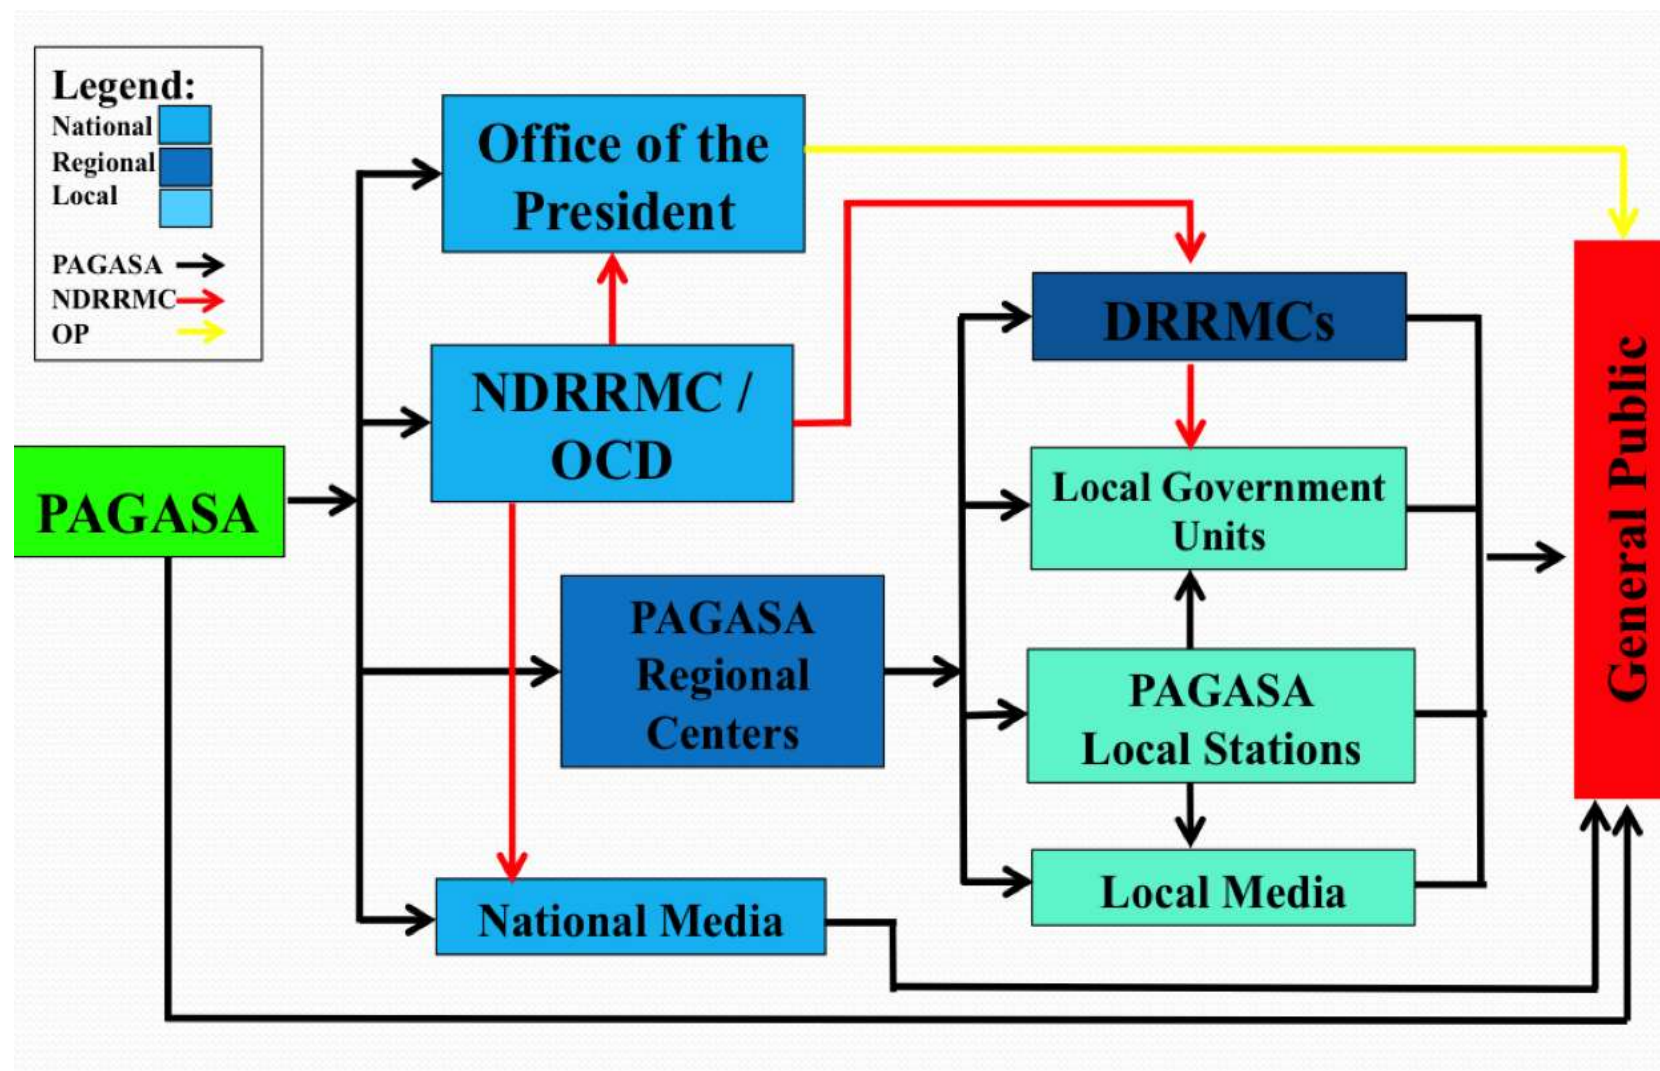 Legend:
National
Regional
Local
PAGASA
NDRRMC
OP
PAGASA
Office of the
President
NDRRMC /
OCD
PAGASA
Regional
Centers
National Media
DRRMCs
Local Government
Units
PAGASA
Local Stations
Local Media
General Public